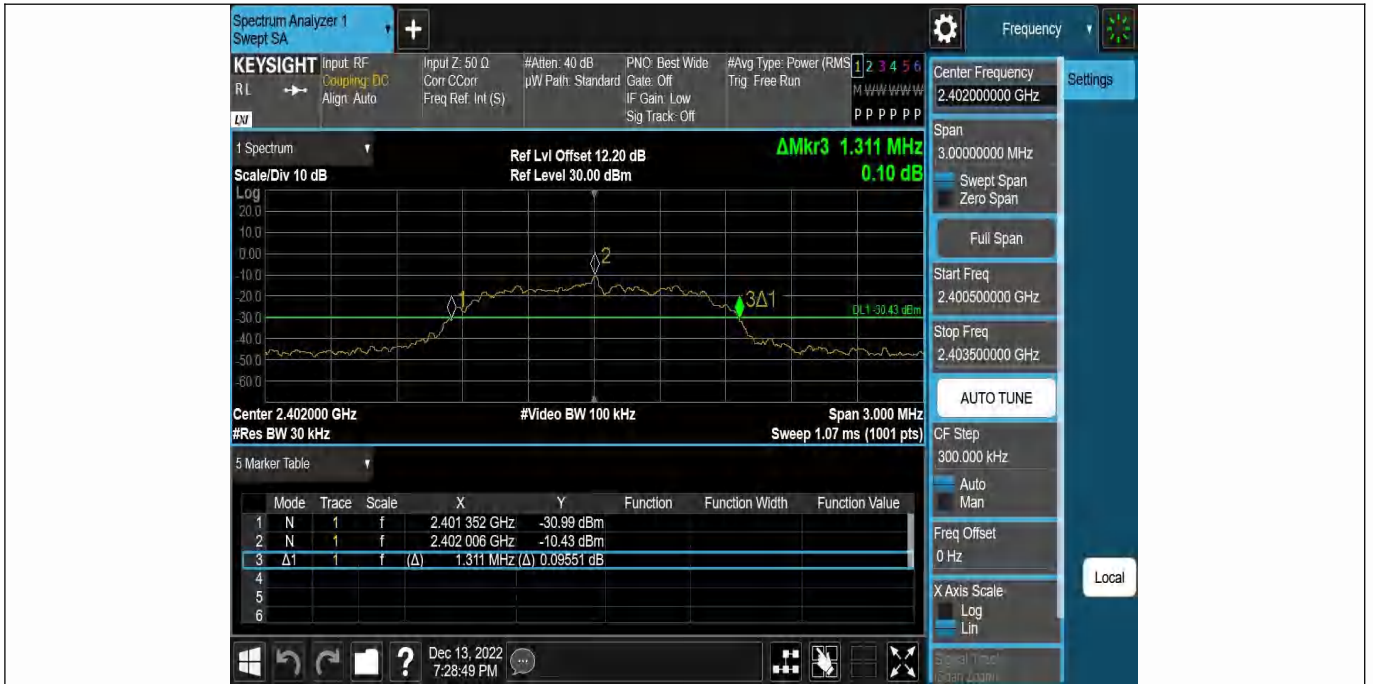 Spectrum Analyzer 1
Swept SA
+
Frequency
KEYSIGHT
RL
LXI
Input: RF
Coupling: DC
Align: Auto
Input Z: 50 Ω
Corr CCorr
Freq Ref: Int (S)
#Atten: 40 dB
µW Path: Standard
PNO: Best Wide
Gate: Off
IF Gain: Low
Sig Track: Off
#Avg Type: Power (RMS
Trig: Free Run
1 2 3 4 5 6
M W W W W W
P P P P P P
1 Spectrum
Scale/Div 10 dB
Ref Lvl Offset 12.20 dB
Ref Level 30.00 dBm
ΔMkr3 1.311 MHz
0.10 dB
Log
20.0
10.0
0.00
-10.0
-20.0
-30.0
-40.0
-50.0
-60.0
1
2
3Δ1
DL1 -30.43 dBm
Center 2.402000 GHz
#Video BW 100 kHz
Span 3.000 MHz
#Res BW 30 kHz
Sweep 1.07 ms (1001 pts)
5 Marker Table
Mode Trace Scale X Y Function Function Width Function Value
1 N 1 f 2.401 352 GHz -30.99 dBm
2 N 1 f 2.402 006 GHz -10.43 dBm
3 Δ1 1 f (Δ) 1.311 MHz (Δ) 0.09551 dB
4
5
6
?
Dec 13, 2022
7:28:49 PM
Center Frequency
2.402000000 GHz
Settings
Span
3.00000000 MHz
Swept Span
Zero Span
Full Span
Start Freq
2.400500000 GHz
Stop Freq
2.403500000 GHz
AUTO TUNE
CF Step
300.000 kHz
Auto
Man
Freq Offset
0 Hz
Local
X Axis Scale
Log
Lin
Signal Track
(Span Zoom)